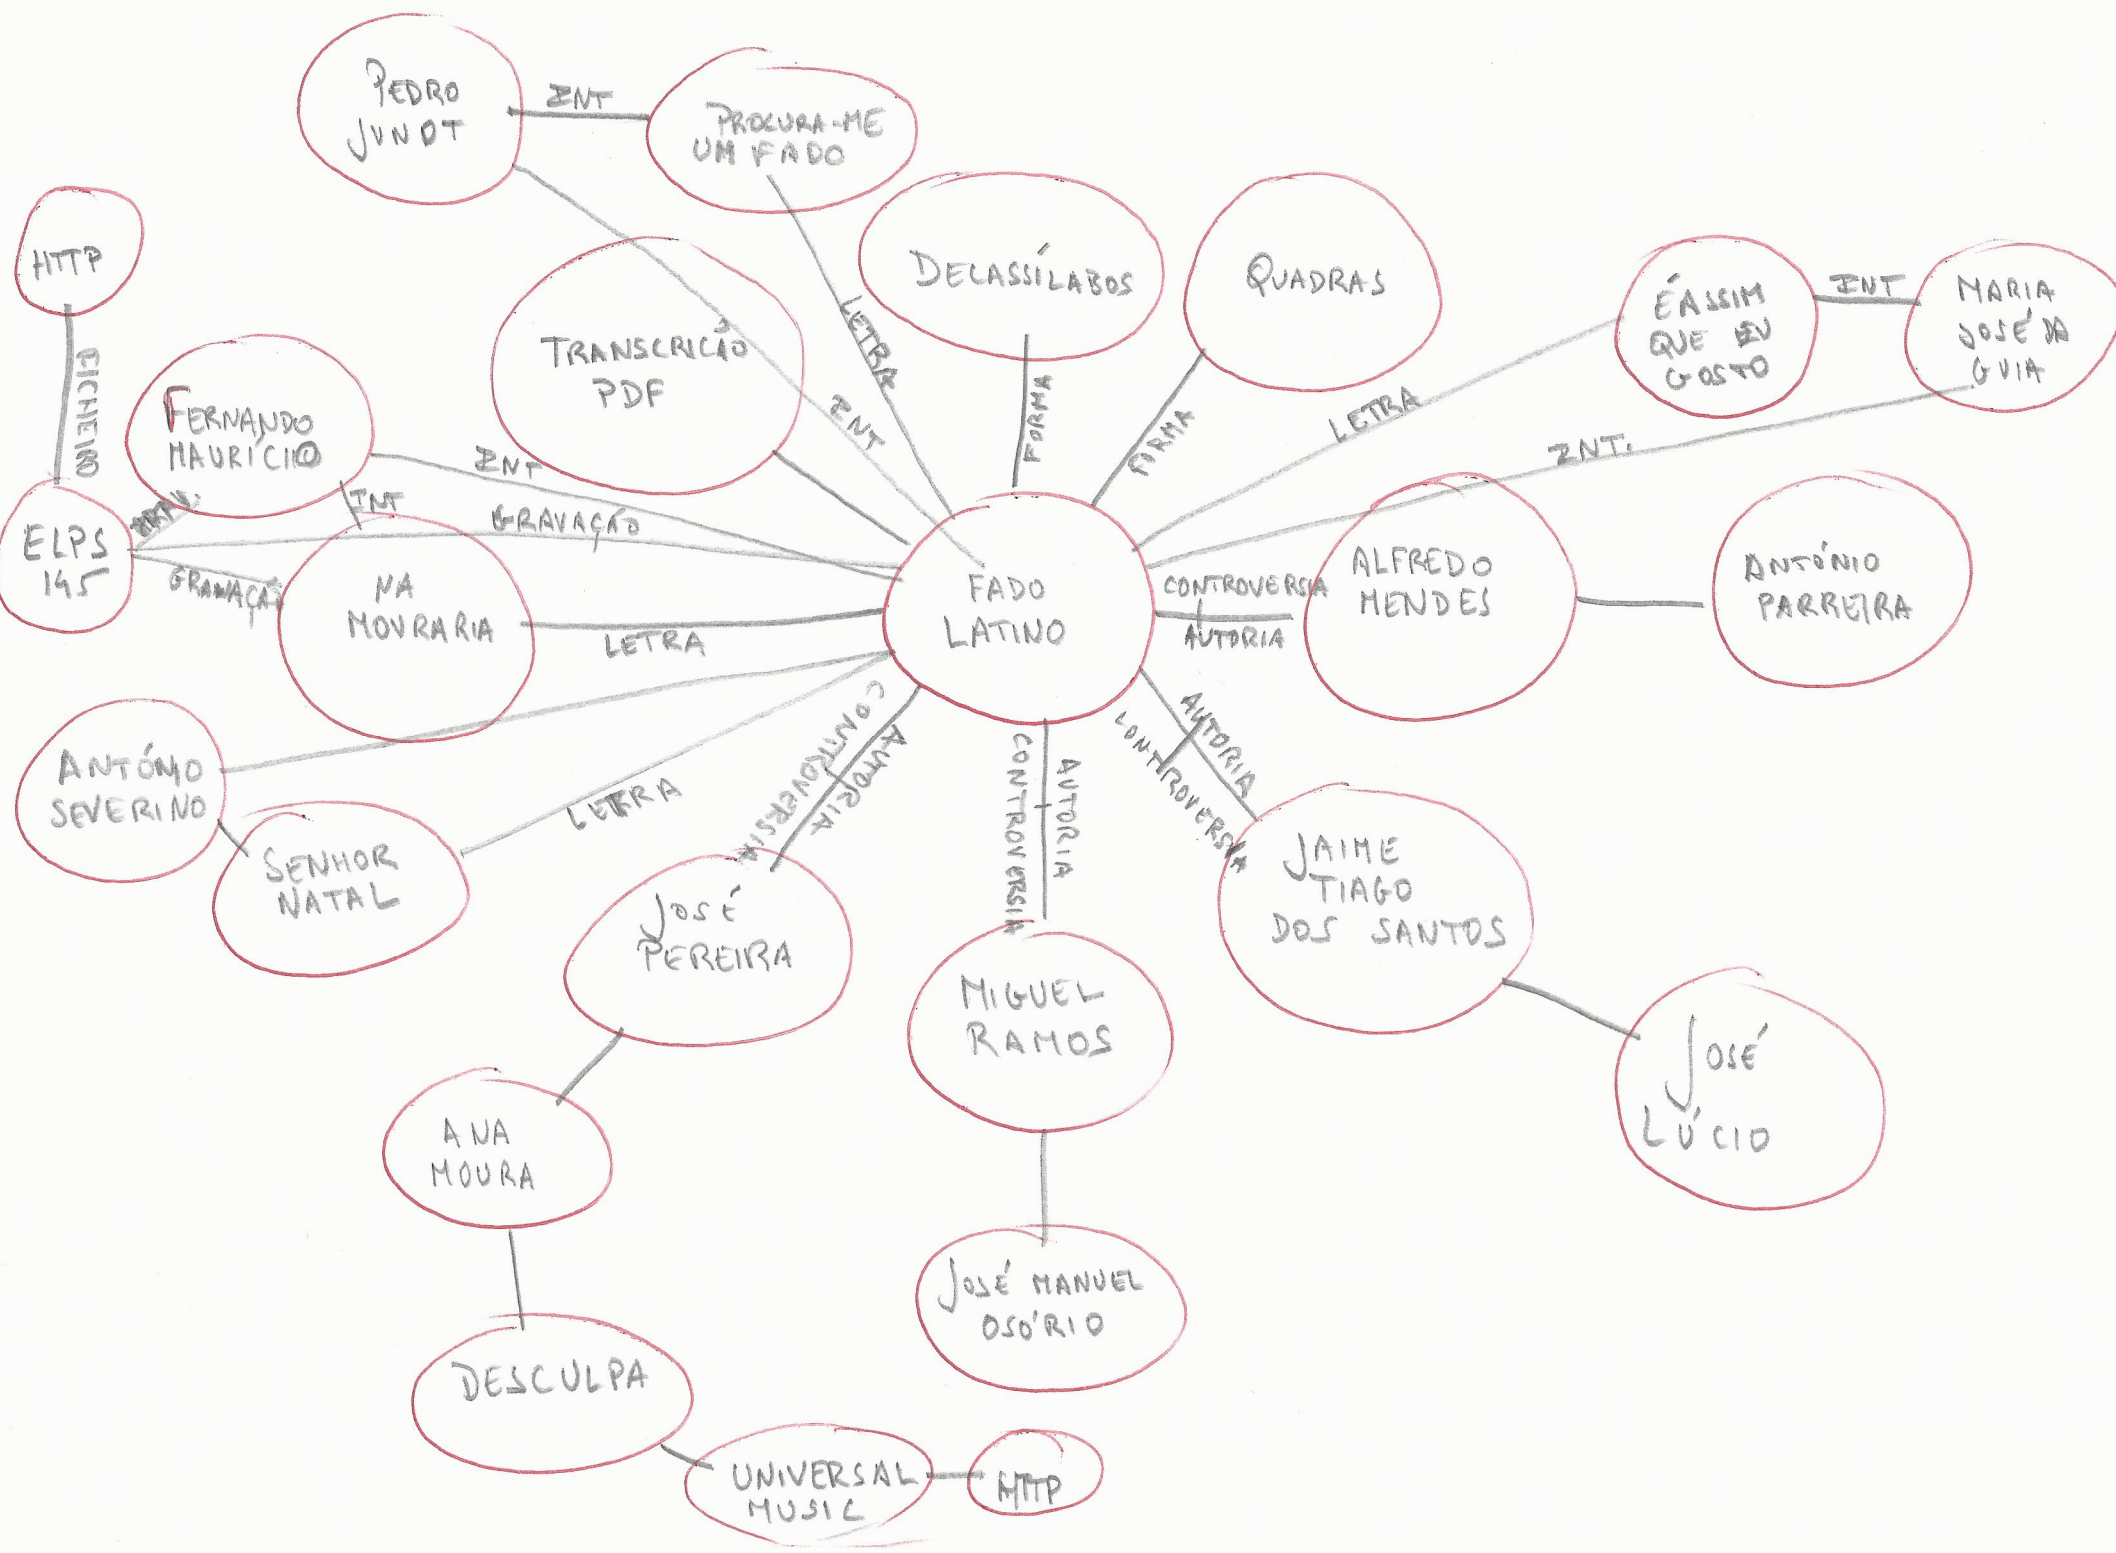 PEDRO
JUNOT
INT
PROCURA-ME
UM FADO
HTTP
FICHEIRO
DECASSÍLABOS
QUADRAS
É ASSIM
QUE EU
GOSTO
INT
MARIA
JOSÉ DA
GUIA
TRANSCRIÇÃO
PDF
LETRA
INT
FORMA
FORMA
LETRA
INT.
FERNANDO
MAURÍCIO
INT
INT
GRAVAÇÃO
ELPS
145
GRAVAÇÃO
NA
MOURARIA
LETRA
FADO
LATINO
CONTROVERSIA
AUTORIA
ALFREDO
MENDES
ANTÓNIO
PARREIRA
ANTÓNIO
SEVERINO
SENHOR
NATAL
LETRA
CONTROVERSIA
AUTORIA
CONTROVERSIA
AUTORIA
AUTORIA
CONTROVERSIA
JOSÉ
PEREIRA
MIGUEL
RAMOS
JAIME
TIAGO
DOS SANTOS
JOSÉ
LÚCIO
ANA
MOURA
JOSÉ MANUEL
OSÓRIO
DESCULPA
UNIVERSAL
MUSIC
HTTP